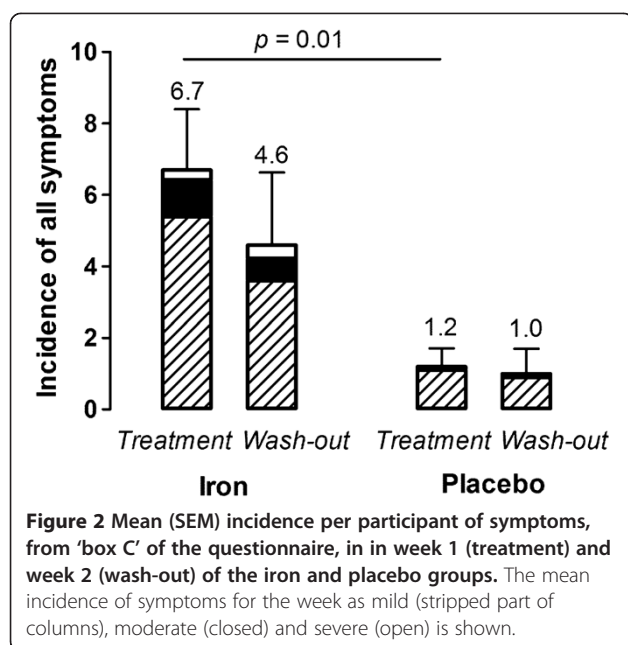 p = 0.01
10
8
6
4
2
0
Incidence of all symptoms
6.7
4.6
1.2
1.0
Treatment Wash-out Treatment Wash-out
Iron Placebo
Figure 2 Mean (SEM) incidence per participant of symptoms,
from ‘box C’ of the questionnaire, in in week 1 (treatment) and
week 2 (wash-out) of the iron and placebo groups. The mean
incidence of symptoms for the week as mild (stripped part of
columns), moderate (closed) and severe (open) is shown.